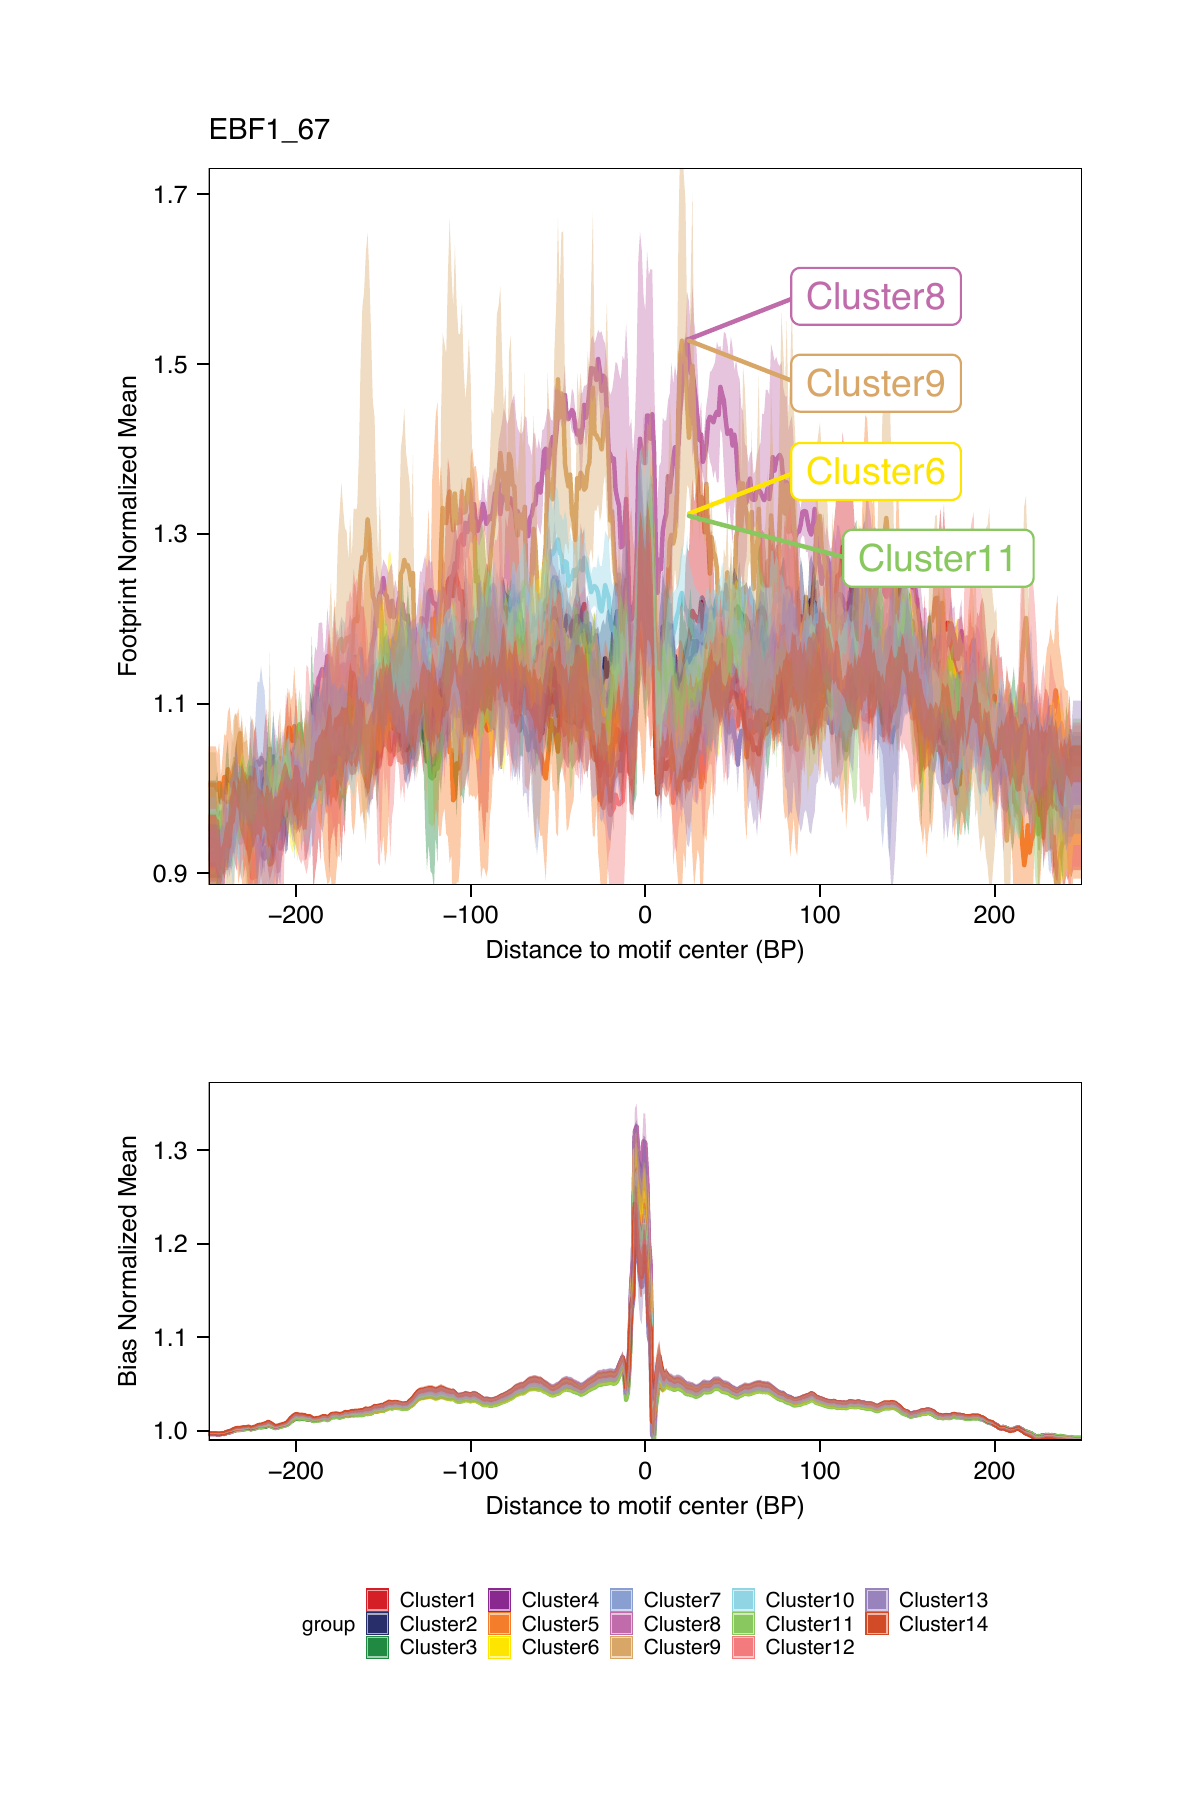 EBF1_67
Footprint Normalized Mean
1.7
1.5
1.3
1.1
0.9
Cluster8
Cluster9
Cluster6
Cluster11
−200 −100 0 100 200
Distance to motif center (BP)
Bias Normalized Mean
1.3
1.2
1.1
1.0
−200 −100 0 100 200
Distance to motif center (BP)
Cluster1 Cluster4 Cluster7 Cluster10 Cluster13
group Cluster2 Cluster5 Cluster8 Cluster11 Cluster14
Cluster3 Cluster6 Cluster9 Cluster12